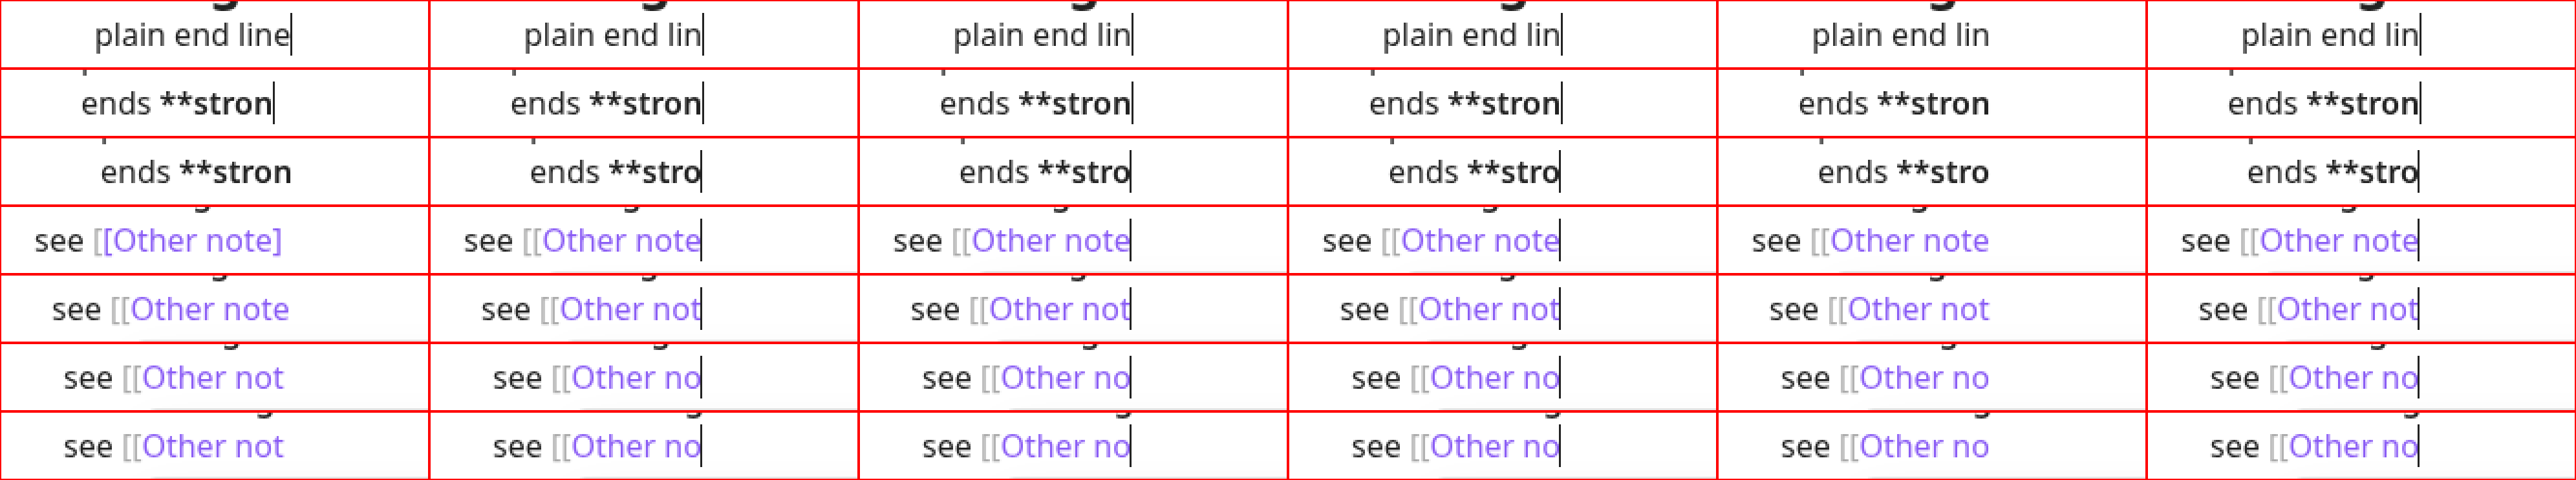 plain end line plain end lin plain end lin plain end lin plain end lin plain end lin
ends **stron ends **stron ends **stron ends **stron ends **stron ends **stron
ends **stron ends **stro ends **stro ends **stro ends **stro ends **stro
see [[Other note] see [[Other note see [[Other note see [[Other note see [[Other note see [[Other note
see [[Other note see [[Other not see [[Other not see [[Other not see [[Other not see [[Other not
see [[Other not see [[Other no see [[Other no see [[Other no see [[Other no see [[Other no
see [[Other not see [[Other no see [[Other no see [[Other no see [[Other no see [[Other no